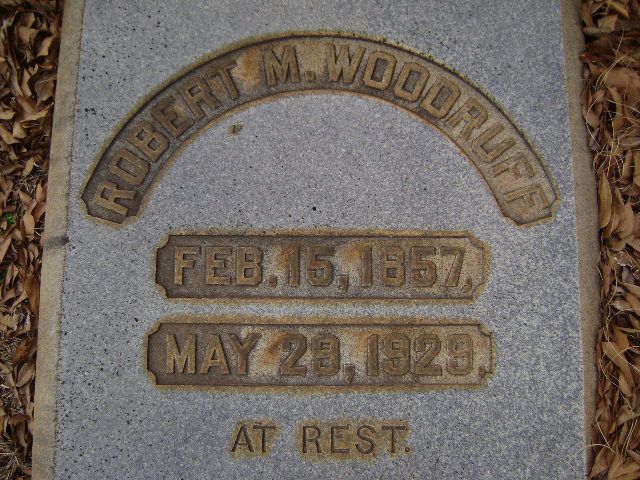 ROBERT M. WOODRUFF
FEB. 15, 1857,
MAY 29, 1929.
AT REST.